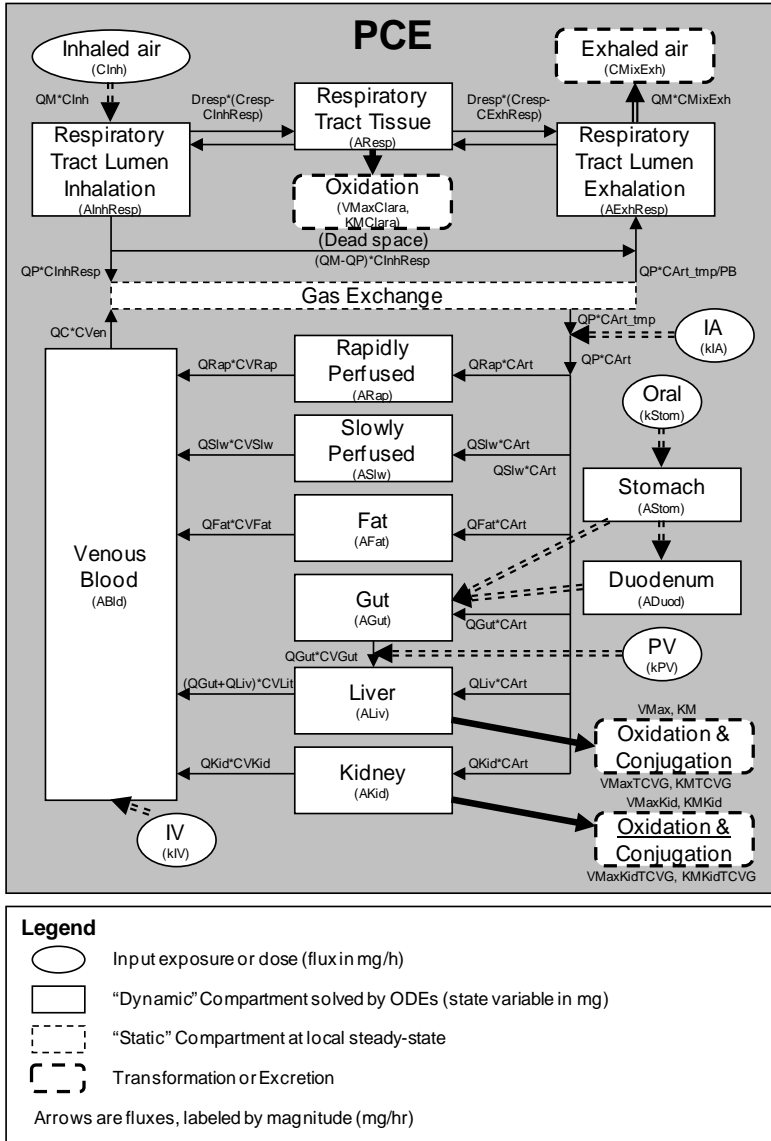 PCE
Inhaled air
(CInh)
Exhaled air
(CMixExh)
QM*CInh
Dresp*(Cresp-
CInhResp)
Respiratory
Tract Tissue
(AResp)
Dresp*(Cresp-
CExhResp)
QM*CMixExh
Respiratory
Tract Lumen
Inhalation
(AInhResp)
Respiratory
Tract Lumen
Exhalation
(AExhResp)
Oxidation
(VMaxClara,
KMClara)
(Dead space)
(QM-QP)*CInhResp
QP*CInhResp
QP*CArt_tmp/PB
Gas Exchange
QC*CVen
QP*CArt_tmp
IA
(kIA)
QP*CArt
Venous
Blood
(ABld)
QRap*CVRap
Rapidly
Perfused
(ARap)
QRap*CArt
Oral
(kStom)
QSlw*CVSlw
Slowly
Perfused
(ASlw)
QSlw*CArt
QSlw*CArt
Stomach
(AStom)
QFat*CVFat
Fat
(AFat)
QFat*CArt
Duodenum
(ADuod)
Gut
(AGut)
QGut*CArt
QGut*CVGut
PV
(kPV)
(QGut+QLiv)*CVLit
Liver
(ALiv)
QLiv*CArt
VMax, KM
Oxidation &
Conjugation
VMaxTCVG, KMTCVG
QKid*CVKid
Kidney
(AKid)
QKid*CArt
VMaxKid, KMKid
Oxidation &
Conjugation
VMaxKidTCVG, KMKidTCVG
IV
(kIV)
Legend
Input exposure or dose (flux in mg/h)
“Dynamic” Compartment solved by ODEs (state variable in mg)
“Static” Compartment at local steady-state
Transformation or Excretion
Arrows are fluxes, labeled by magnitude (mg/hr)